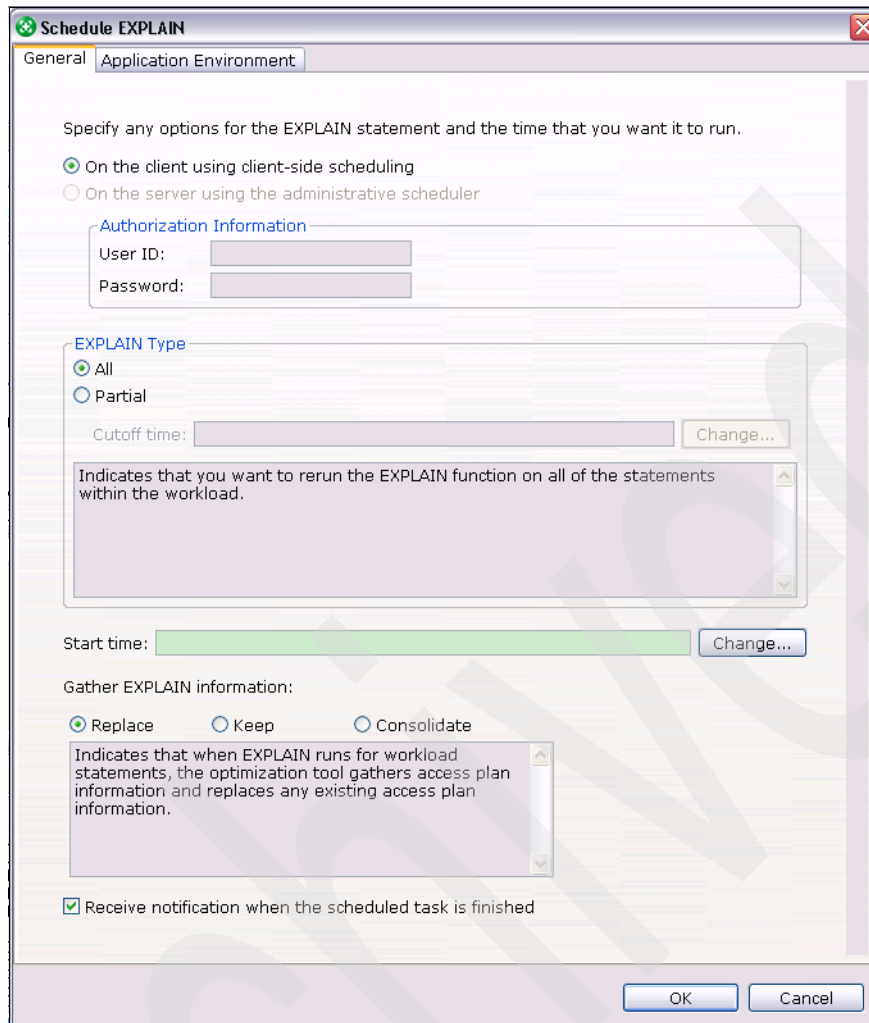 Schedule EXPLAIN
General
Application Environment
Specify any options for the EXPLAIN statement and the time that you want it to run.
On the client using client-side scheduling
On the server using the administrative scheduler
Authorization Information
User ID:
Password:
EXPLAIN Type
All
Partial
Cutoff time:
Change...
Indicates that you want to rerun the EXPLAIN function on all of the statements
within the workload.
Start time:
Change...
Gather EXPLAIN information:
Replace
Keep
Consolidate
Indicates that when EXPLAIN runs for workload
statements, the optimization tool gathers access plan
information and replaces any existing access plan
information.
Receive notification when the scheduled task is finished
OK
Cancel